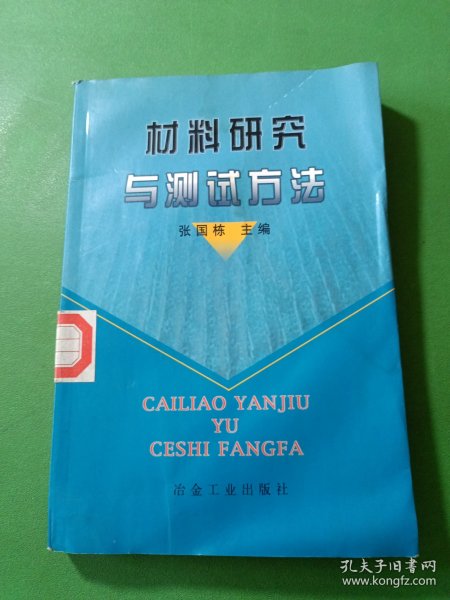 材料研究
与测试方法
张国栋 主编
CAILIAO YANJIU
YU
CESHI FANGFA
冶金工业出版社
孔夫子旧书网
www.kongfz.com